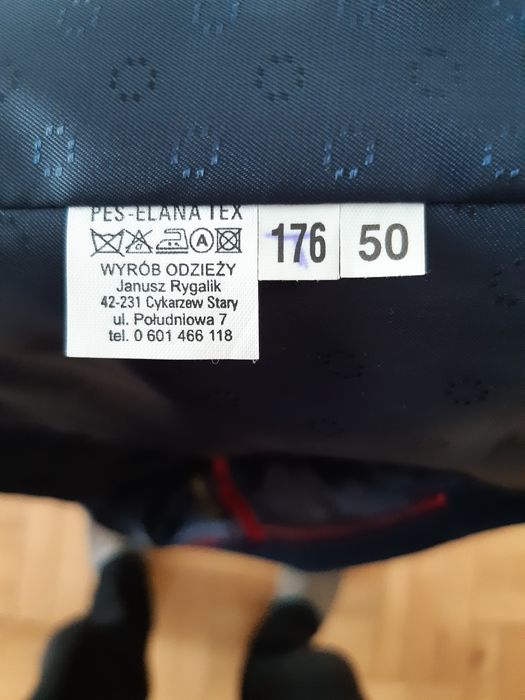 PES-ELANA TEX
A
WYRÓB ODZIEŻY
Janusz Rygalik
42-231 Cykarzew Stary
ul. Południowa 7
tel. 0 601 466 118
176
50